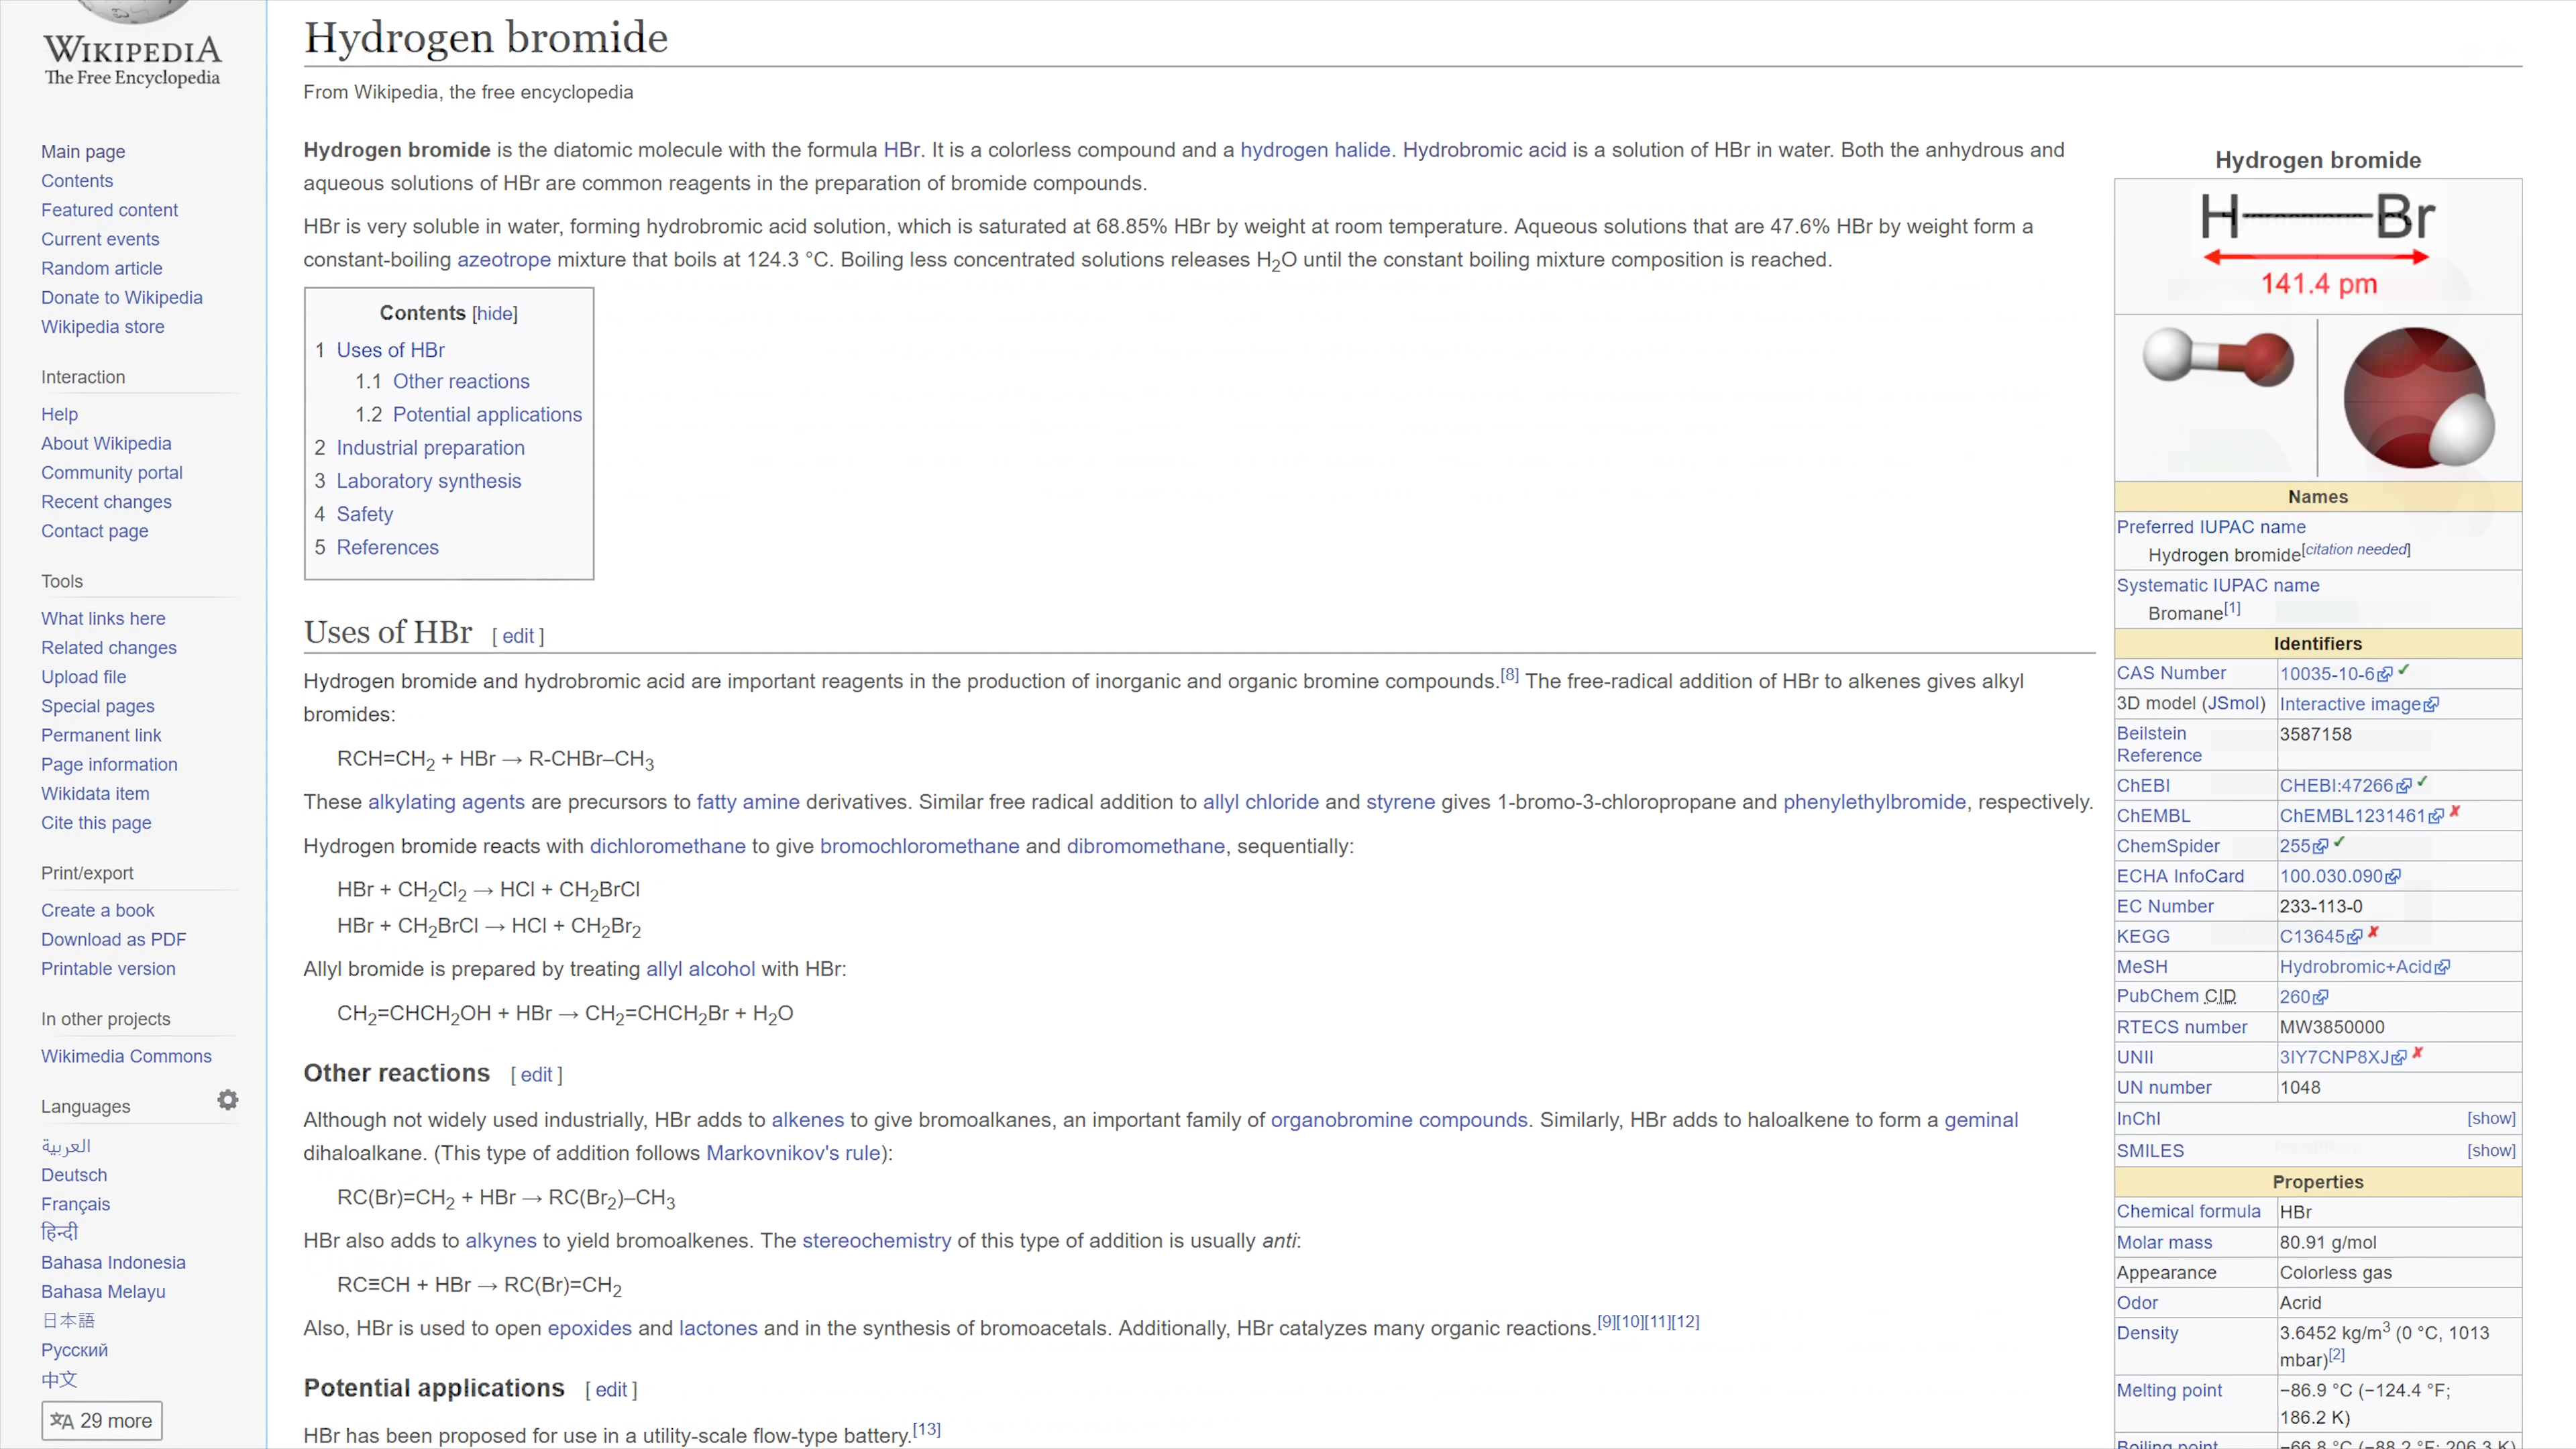 WIKIPEDIA
The Free Encyclopedia
Main page
Contents
Featured content
Current events
Random article
Donate to Wikipedia
Wikipedia store
Interaction
Help
About Wikipedia
Community portal
Recent changes
Contact page
Tools
What links here
Related changes
Upload file
Special pages
Permanent link
Page information
Wikidata item
Cite this page
Print/export
Create a book
Download as PDF
Printable version
In other projects
Wikimedia Commons
Languages
العربية
Deutsch
Français
हिन्दी
Bahasa Indonesia
Bahasa Melayu
日本語
Русский
中文
29 more
Hydrogen bromide
From Wikipedia, the free encyclopedia
Hydrogen bromide is the diatomic molecule with the formula HBr. It is a colorless compound and a hydrogen halide. Hydrobromic acid is a solution of HBr in water. Both the anhydrous and
aqueous solutions of HBr are common reagents in the preparation of bromide compounds.
HBr is very soluble in water, forming hydrobromic acid solution, which is saturated at 68.85% HBr by weight at room temperature. Aqueous solutions that are 47.6% HBr by weight form a
constant-boiling azeotrope mixture that boils at 124.3 °C. Boiling less concentrated solutions releases H₂O until the constant boiling mixture composition is reached.
Contents [hide]
1 Uses of HBr
1.1 Other reactions
1.2 Potential applications
2 Industrial preparation
3 Laboratory synthesis
4 Safety
5 References
Uses of HBr [ edit ]
Hydrogen bromide and hydrobromic acid are important reagents in the production of inorganic and organic bromine compounds.[8] The free-radical addition of HBr to alkenes gives alkyl
bromides:
RCH=CH₂ + HBr → R-CHBr–CH₃
These alkylating agents are precursors to fatty amine derivatives. Similar free radical addition to allyl chloride and styrene gives 1-bromo-3-chloropropane and phenylethylbromide, respectively.
Hydrogen bromide reacts with dichloromethane to give bromochloromethane and dibromomethane, sequentially:
HBr + CH₂Cl₂ → HCl + CH₂BrCl
HBr + CH₂BrCl → HCl + CH₂Br₂
Allyl bromide is prepared by treating allyl alcohol with HBr:
CH₂=CHCH₂OH + HBr → CH₂=CHCH₂Br + H₂O
Other reactions [ edit ]
Although not widely used industrially, HBr adds to alkenes to give bromoalkanes, an important family of organobromine compounds. Similarly, HBr adds to haloalkene to form a geminal
dihaloalkane. (This type of addition follows Markovnikov's rule):
RC(Br)=CH₂ + HBr → RC(Br₂)–CH₃
HBr also adds to alkynes to yield bromoalkenes. The stereochemistry of this type of addition is usually anti:
RC≡CH + HBr → RC(Br)=CH₂
Also, HBr is used to open epoxides and lactones and in the synthesis of bromoacetals. Additionally, HBr catalyzes many organic reactions.[9][10][11][12]
Potential applications [ edit ]
HBr has been proposed for use in a utility-scale flow-type battery.[13]
Hydrogen bromide
H Br
141.4 pm
Names
Preferred IUPAC name
Hydrogen bromide[citation needed]
Systematic IUPAC name
Bromane[1]
Identifiers
CAS Number 10035-10-6 ✓
3D model (JSmol) Interactive image
Beilstein 3587158
Reference
ChEBI CHEBI:47266 ✓
ChEMBL ChEMBL1231461 ✗
ChemSpider 255 ✓
ECHA InfoCard 100.030.090
EC Number 233-113-0
KEGG C13645 ✗
MeSH Hydrobromic+Acid
PubChem CID 260
RTECS number MW3850000
UNII 3IY7CNP8XJ ✗
UN number 1048
InChI [show]
SMILES [show]
Properties
Chemical formula HBr
Molar mass 80.91 g/mol
Appearance Colorless gas
Odor Acrid
Density 3.6452 kg/m³ (0 °C, 1013
mbar)[2]
Melting point −86.9 °C (−124.4 °F;
186.2 K)
Boiling point −66.8 °C (−88.2 °F; 206.3 K)